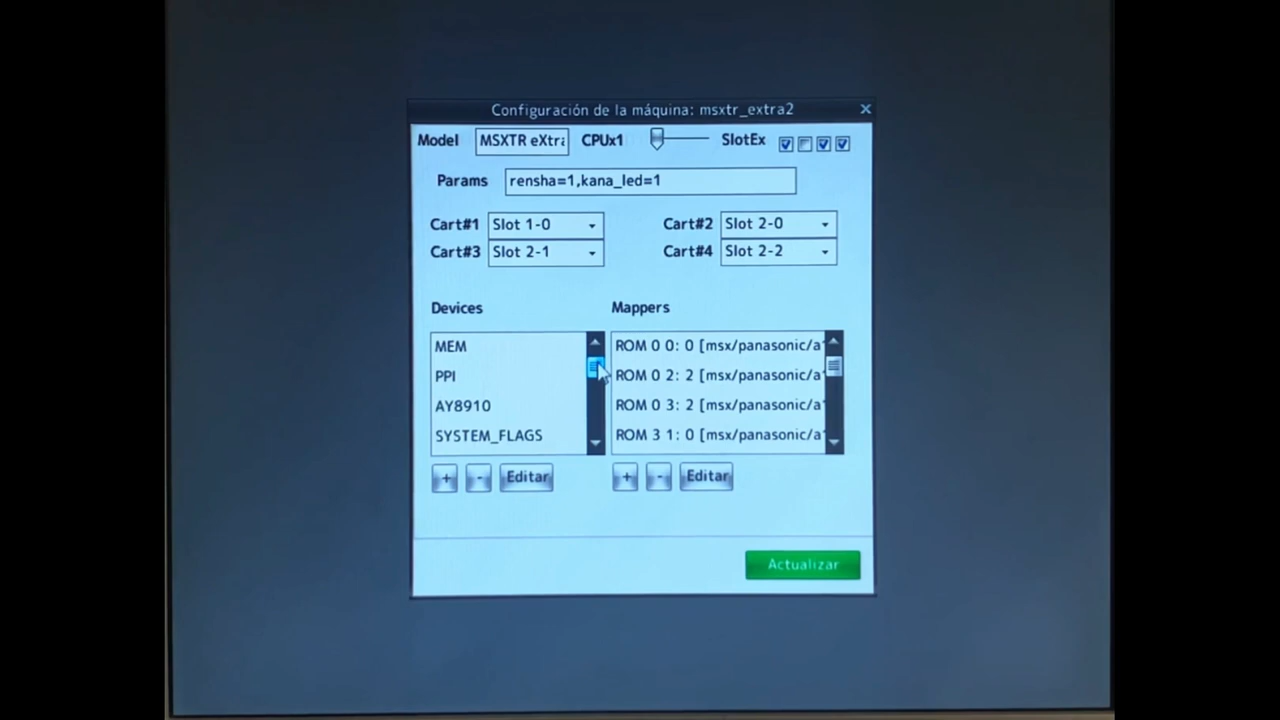 Configuración de la máquina: msxtr_extra2
Model MSXTR eXtra CPUx1 SlotEx
Params rensha=1,kana_led=1
Cart#1 Slot 1-0 Cart#2 Slot 2-0
Cart#3 Slot 2-1 Cart#4 Slot 2-2
Devices Mappers
MEM ROM 0 0: 0 [msx/panasonic/a
PPI ROM 0 2: 2 [msx/panasonic/a
AY8910 ROM 0 3: 2 [msx/panasonic/a
SYSTEM_FLAGS ROM 3 1: 0 [msx/panasonic/a
+ - Editar + - Editar
Actualizar